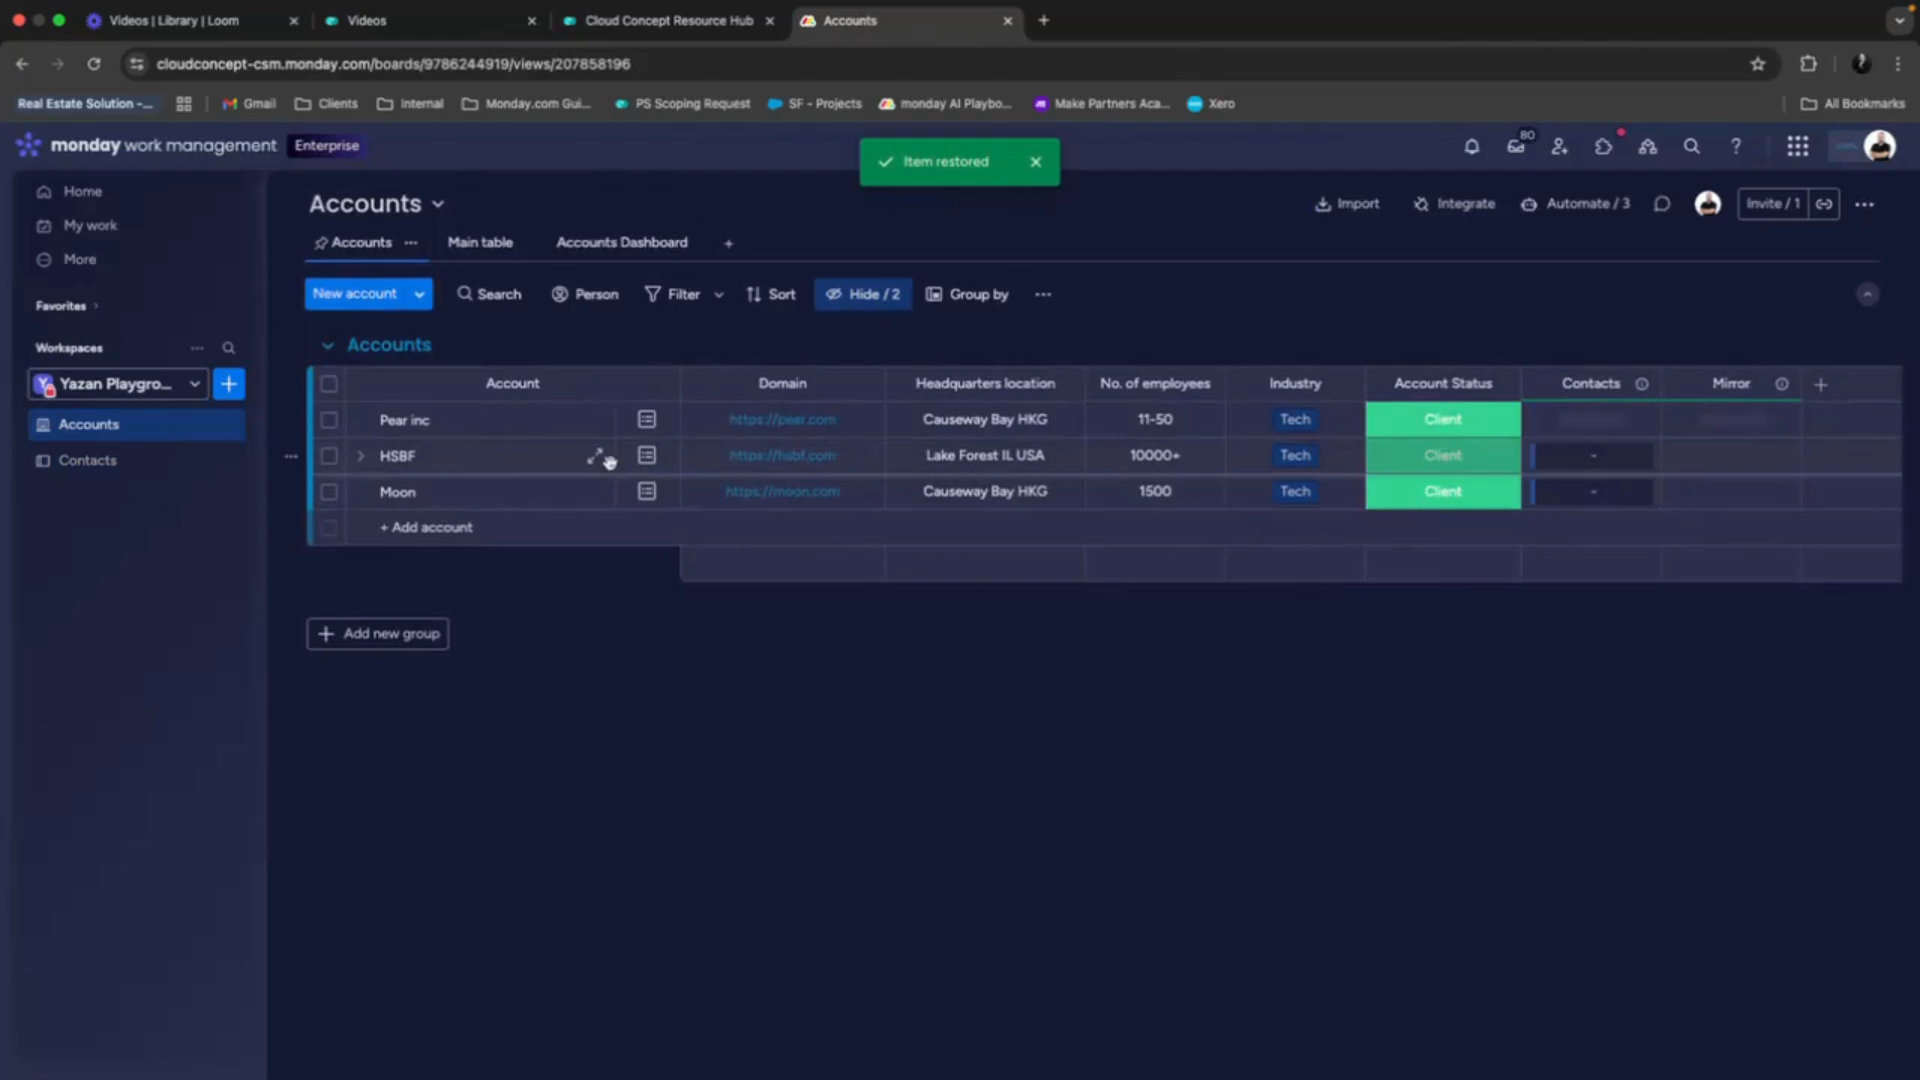 Videos | Library | Loom
Videos
Cloud Concept Resource Hub
Accounts
cloudconcept-csm.monday.com/boards/9786244919/views/207858196
Real Estate Solution -...
Gmail
Clients
Internal
Monday.com Gui...
PS Scoping Request
SF - Projects
monday AI Playbo...
Make Partners Aca...
Xero
All Bookmarks
monday work management
Enterprise
Item restored
80
Home
My work
More
Favorites
Workspaces
Y Yazan Playgro...
Accounts
Contacts
Accounts
Import
Integrate
Automate / 3
Invite / 1
Accounts
Main table
Accounts Dashboard
New account
Search
Person
Filter
Sort
Hide / 2
Group by
Accounts
Account Domain Headquarters location No. of employees Industry Account Status Contacts Mirror
Pear inc https://pear.com Causeway Bay HKG 11-50 Tech Client
HSBF https://hsbf.com Lake Forest IL USA 10000+ Tech Client -
Moon https://moon.com Causeway Bay HKG 1500 Tech Client -
+ Add account
Add new group